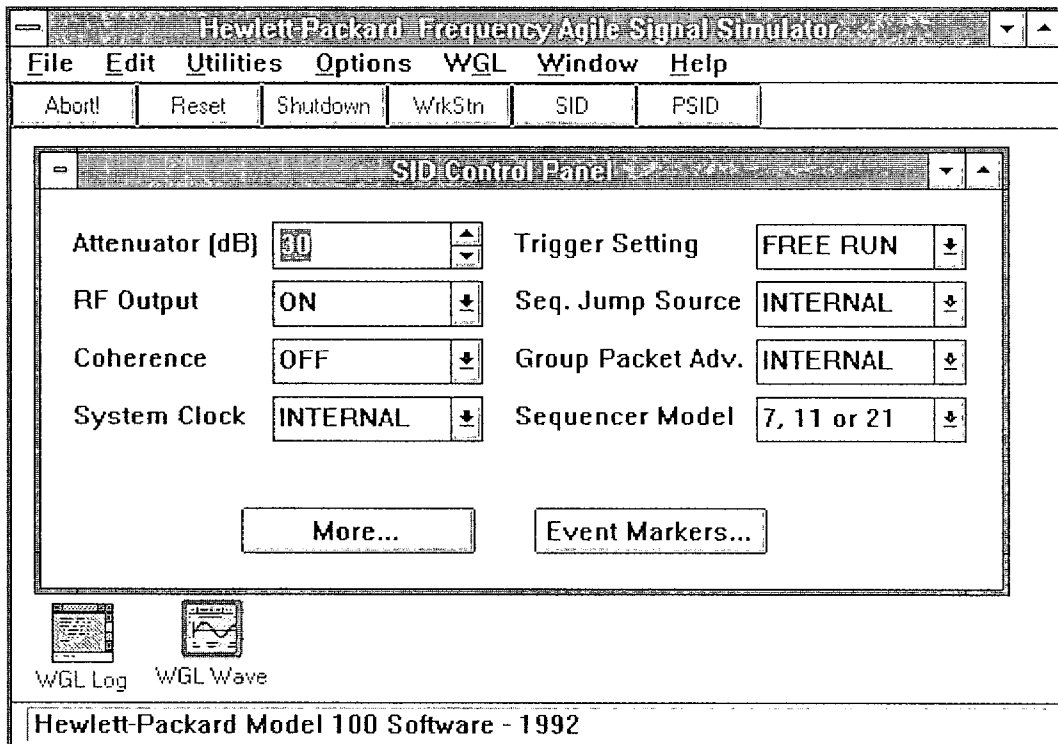 Hewlett-Packard Frequency Agile Signal Simulator
File Edit Utilities Options WGL Window Help
Abort! Reset Shutdown WrkStn SID PSID
SID Control Panel
Attenuator (dB) 30 Trigger Setting FREE RUN
RF Output ON Seq. Jump Source INTERNAL
Coherence OFF Group Packet Adv. INTERNAL
System Clock INTERNAL Sequencer Model 7, 11 or 21
More... Event Markers...
WGL Log WGL Wave
Hewlett-Packard Model 100 Software - 1992